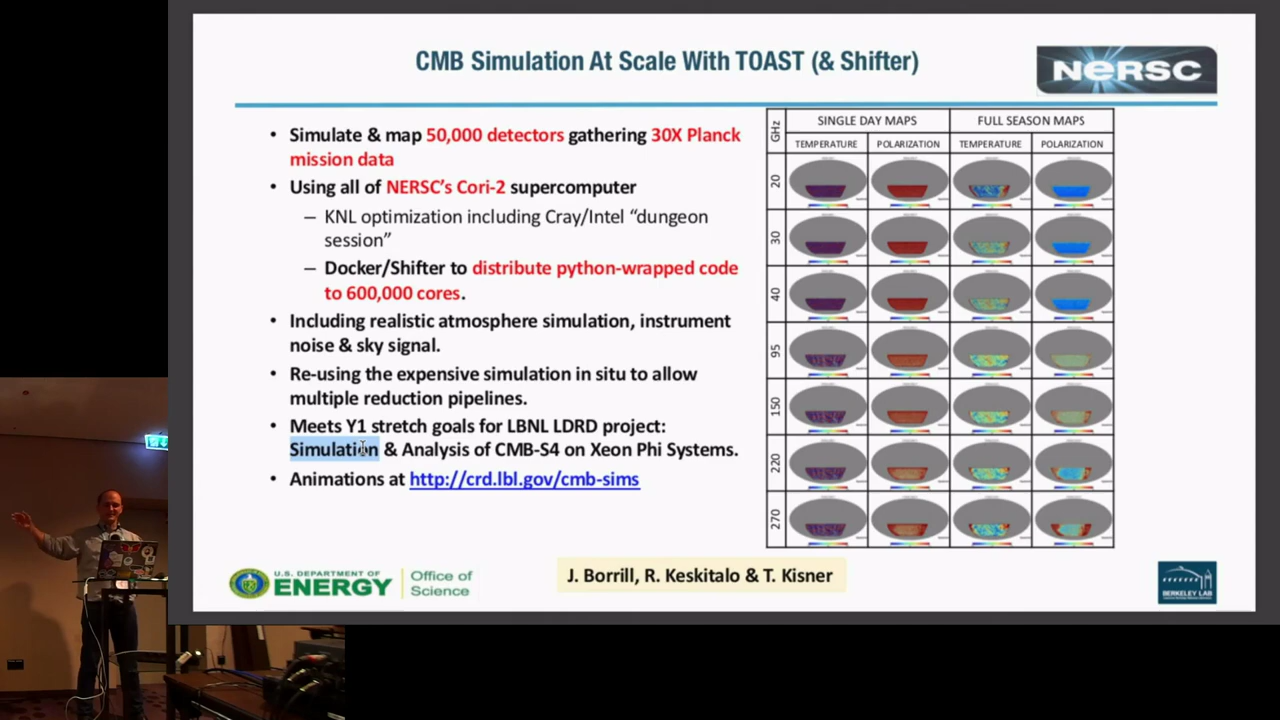 CMB Simulation At Scale With TOAST (& Shifter)
NERSC
• Simulate & map 50,000 detectors gathering 30X Planck
mission data
• Using all of NERSC's Cori-2 supercomputer
– KNL optimization including Cray/Intel “dungeon
session”
– Docker/Shifter to distribute python-wrapped code
to 600,000 cores.
• Including realistic atmosphere simulation, instrument
noise & sky signal.
• Re-using the expensive simulation in situ to allow
multiple reduction pipelines.
• Meets Y1 stretch goals for LBNL LDRD project:
Simulation & Analysis of CMB-S4 on Xeon Phi Systems.
• Animations at http://crd.lbl.gov/cmb-sims
GHz
SINGLE DAY MAPS
FULL SEASON MAPS
TEMPERATURE
POLARIZATION
TEMPERATURE
POLARIZATION
20
30
40
95
150
220
270
U.S. DEPARTMENT OF
ENERGY
Office of
Science
J. Borrill, R. Keskitalo & T. Kisner
BERKELEY LAB